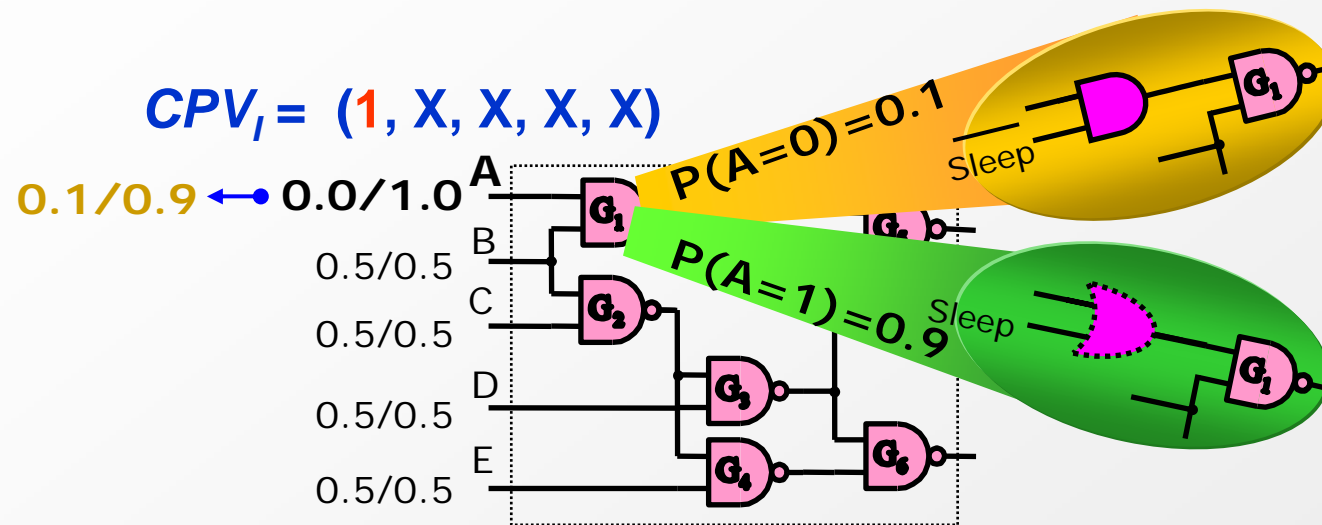 CPV_I = (1, X, X, X, X)
0.1/0.9
0.0/1.0
A
B
0.5/0.5
C
0.5/0.5
D
0.5/0.5
E
0.5/0.5
G1
G2
G3
G4
G6
P(A=0)=0.1
Sleep
G1
P(A=1)=0.9
Sleep
G1